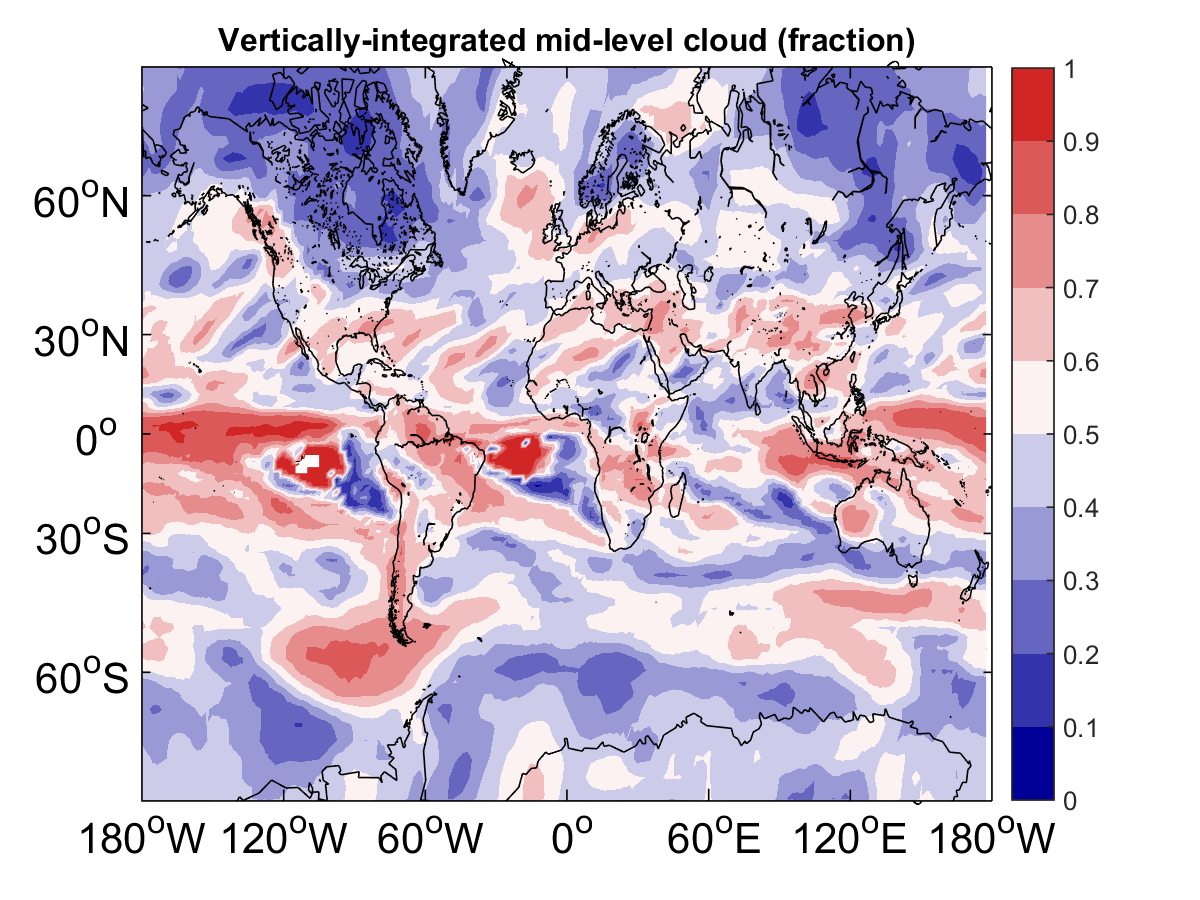 Vertically-integrated mid-level cloud (fraction)
60°N
30°N
0°
30°S
60°S
180°W 120°W 60°W 0° 60°E 120°E 180°W
1
0.9
0.8
0.7
0.6
0.5
0.4
0.3
0.2
0.1
0